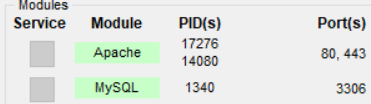 Modules
Service Module PID(s) Port(s)
Apache 17276 14080 80, 443
MySQL 1340 3306